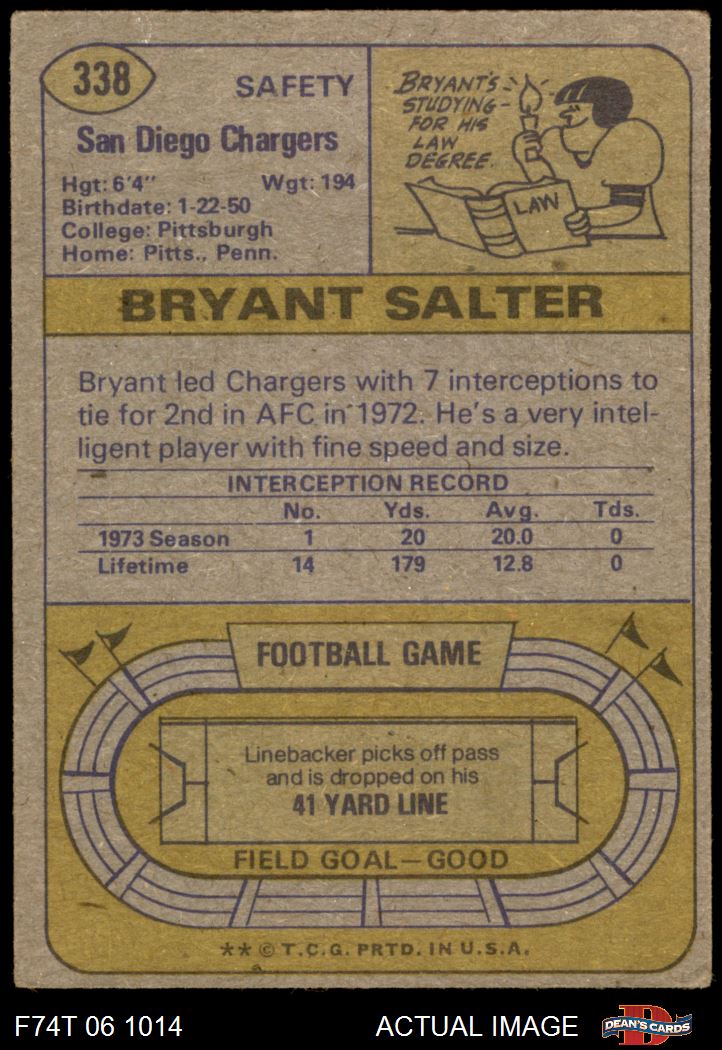 338
SAFETY
San Diego Chargers
Hgt: 6'4" Wgt: 194
Birthdate: 1-22-50
College: Pittsburgh
Home: Pitts., Penn.
BRYANT'S
STUDYING
FOR HIS
LAW
DEGREE.
LAW
BRYANT SALTER
Bryant led Chargers with 7 interceptions to
tie for 2nd in AFC in 1972. He's a very intel-
ligent player with fine speed and size.
INTERCEPTION RECORD
No. Yds. Avg. Tds.
1973 Season 1 20 20.0 0
Lifetime 14 179 12.8 0
FOOTBALL GAME
Linebacker picks off pass
and is dropped on his
41 YARD LINE
FIELD GOAL—GOOD
** © T.C.G. PRTD. IN U.S.A.
F74T 06 1014 ACTUAL IMAGE
D
DEAN'S CARDS